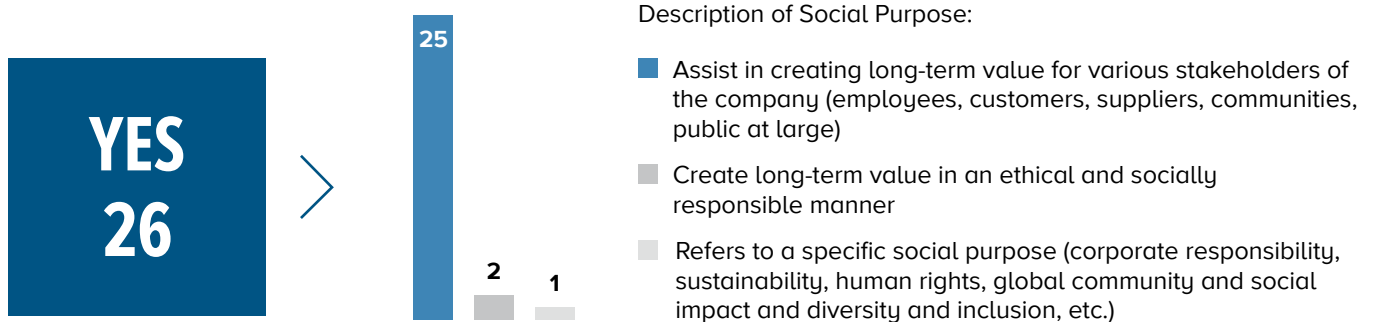 YES
26
25
2
1
Description of Social Purpose:
Assist in creating long-term value for various stakeholders of
the company (employees, customers, suppliers, communities,
public at large)
Create long-term value in an ethical and socially
responsible manner
Refers to a specific social purpose (corporate responsibility,
sustainability, human rights, global community and social
impact and diversity and inclusion, etc.)